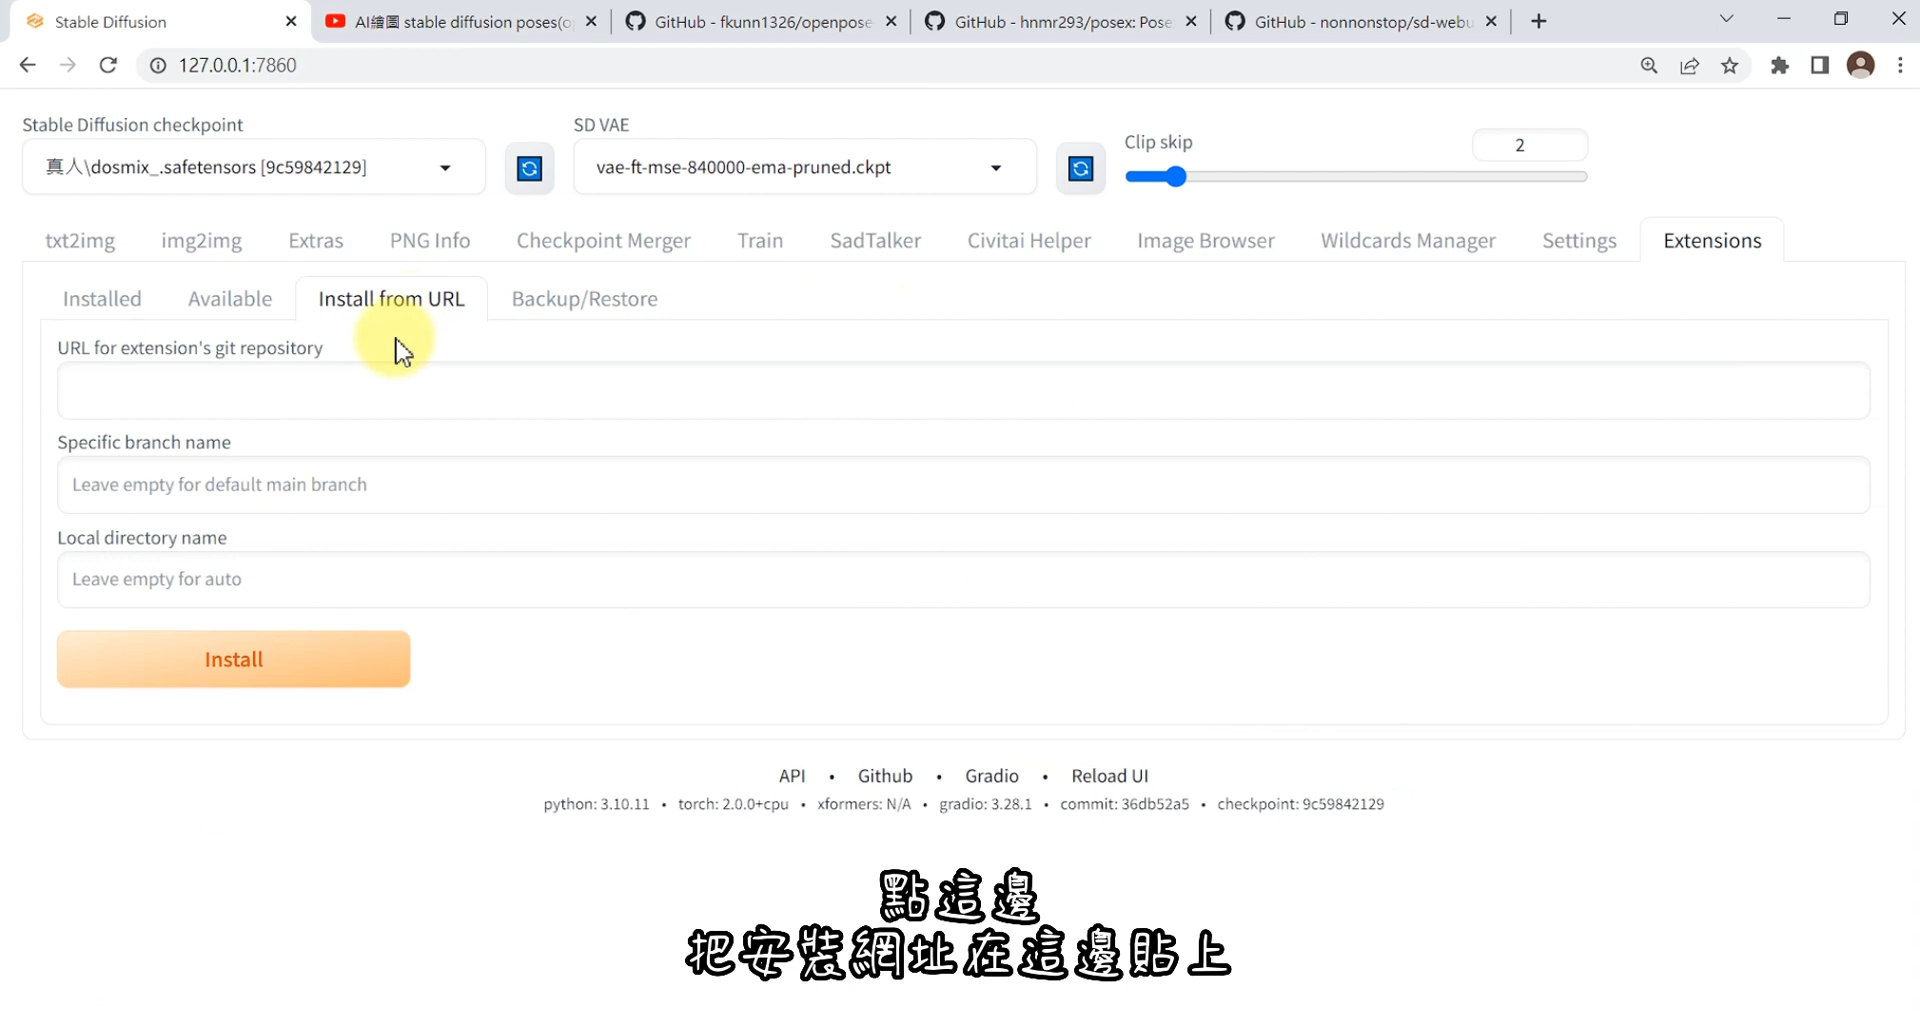 Stable Diffusion
AI繪圖 stable diffusion poses(o
GitHub - fkunn1326/openpose
GitHub - hnmr293/posex: Pose
GitHub - nonnonstop/sd-webu
127.0.0.1:7860
Stable Diffusion checkpoint
SD VAE
Clip skip
2
真人\dosmix_.safetensors [9c59842129]
vae-ft-mse-840000-ema-pruned.ckpt
txt2img
img2img
Extras
PNG Info
Checkpoint Merger
Train
SadTalker
Civitai Helper
Image Browser
Wildcards Manager
Settings
Extensions
Installed
Available
Install from URL
Backup/Restore
URL for extension's git repository
Specific branch name
Leave empty for default main branch
Local directory name
Leave empty for auto
Install
API • Github • Gradio • Reload UI
python: 3.10.11 • torch: 2.0.0+cpu • xformers: N/A • gradio: 3.28.1 • commit: 36db52a5 • checkpoint: 9c59842129
點這邊
把安裝網址在這邊貼上